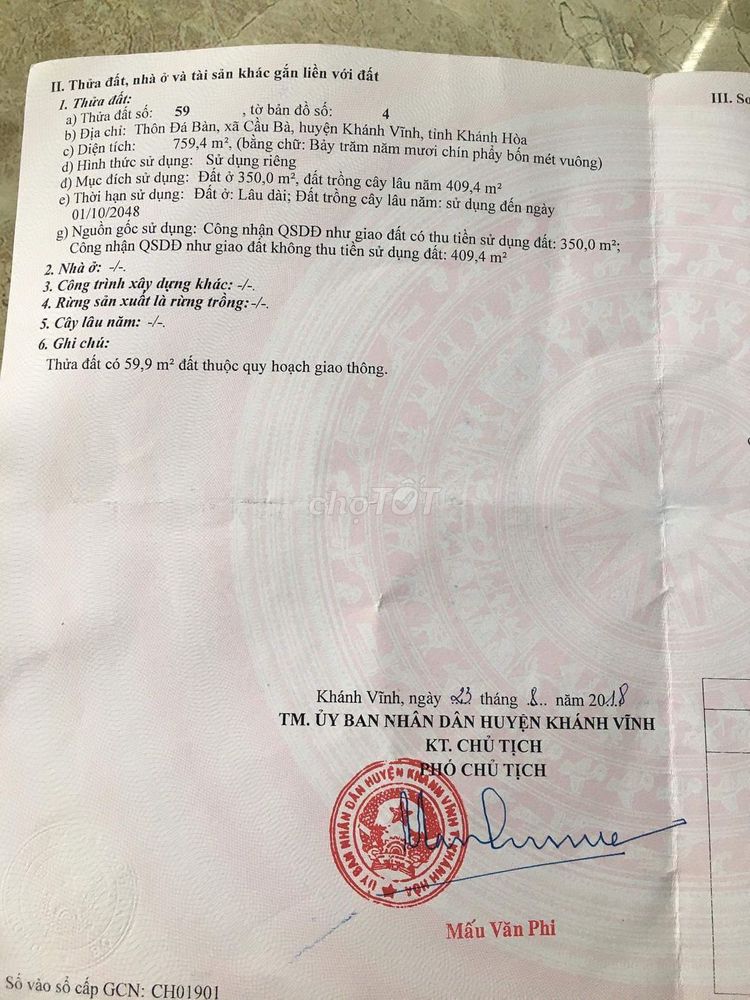 II. Thửa đất, nhà ở và tài sản khác gắn liền với đất
III. Sơ
1. Thửa đất:
a) Thửa đất số: 59 , tờ bản đồ số: 4
b) Địa chỉ: Thôn Đá Bàn, xã Cầu Bà, huyện Khánh Vĩnh, tỉnh Khánh Hòa
c) Diện tích: 759,4 m², (bằng chữ: Bảy trăm năm mươi chín phẩy bốn mét vuông)
d) Hình thức sử dụng: Sử dụng riêng
đ) Mục đích sử dụng: Đất ở 350,0 m², đất trồng cây lâu năm 409,4 m²
e) Thời hạn sử dụng: Đất ở: Lâu dài; Đất trồng cây lâu năm: sử dụng đến ngày
01/10/2048
g) Nguồn gốc sử dụng: Công nhận QSDĐ như giao đất có thu tiền sử dụng đất: 350,0 m²;
Công nhận QSDĐ như giao đất không thu tiền sử dụng đất: 409,4 m²
2. Nhà ở: -/-.
3. Công trình xây dựng khác: -/-.
4. Rừng sản xuất là rừng trồng: -/-.
5. Cây lâu năm: -/-.
6. Ghi chú:
Thửa đất có 59,9 m² đất thuộc quy hoạch giao thông.
chợTỐT
Khánh Vĩnh, ngày 23 tháng .8.. năm 2018
TM. ỦY BAN NHÂN DÂN HUYỆN KHÁNH VĨNH
KT. CHỦ TỊCH
PHÓ CHỦ TỊCH
ỦY BAN NHÂN DÂN HUYỆN KHÁNH VĨNH T. KHÁNH HÒA
Mấu Văn Phi
Số vào sổ cấp GCN: CH01901